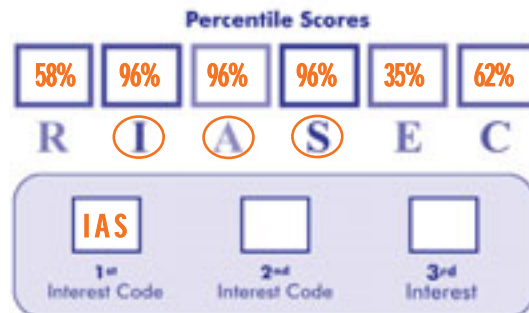 Percentile Scores
58% 96% 96% 96% 35% 62%
R I A S E C
IAS
1st 2nd 3rd
Interest Code Interest Code Interest